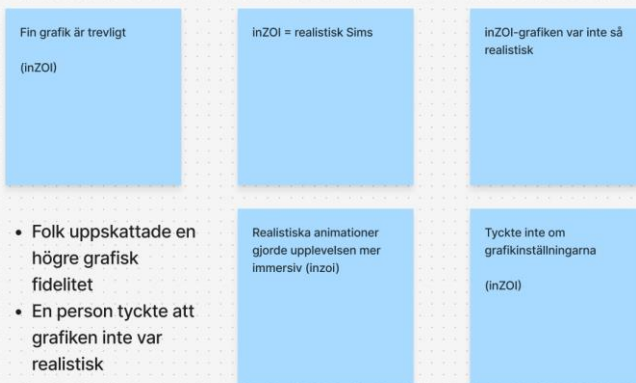 Fin grafik är trevligt
(inZOI)
inZOI = realistisk Sims
inZOI-grafiken var inte så
realistisk
• Folk uppskattade en
högre grafisk
fidelitet
• En person tyckte att
grafiken inte var
realistisk
Realistiska animationer
gjorde upplevelsen mer
immersiv (inzoi)
Tyckte inte om
grafikinställningarna
(inZOI)